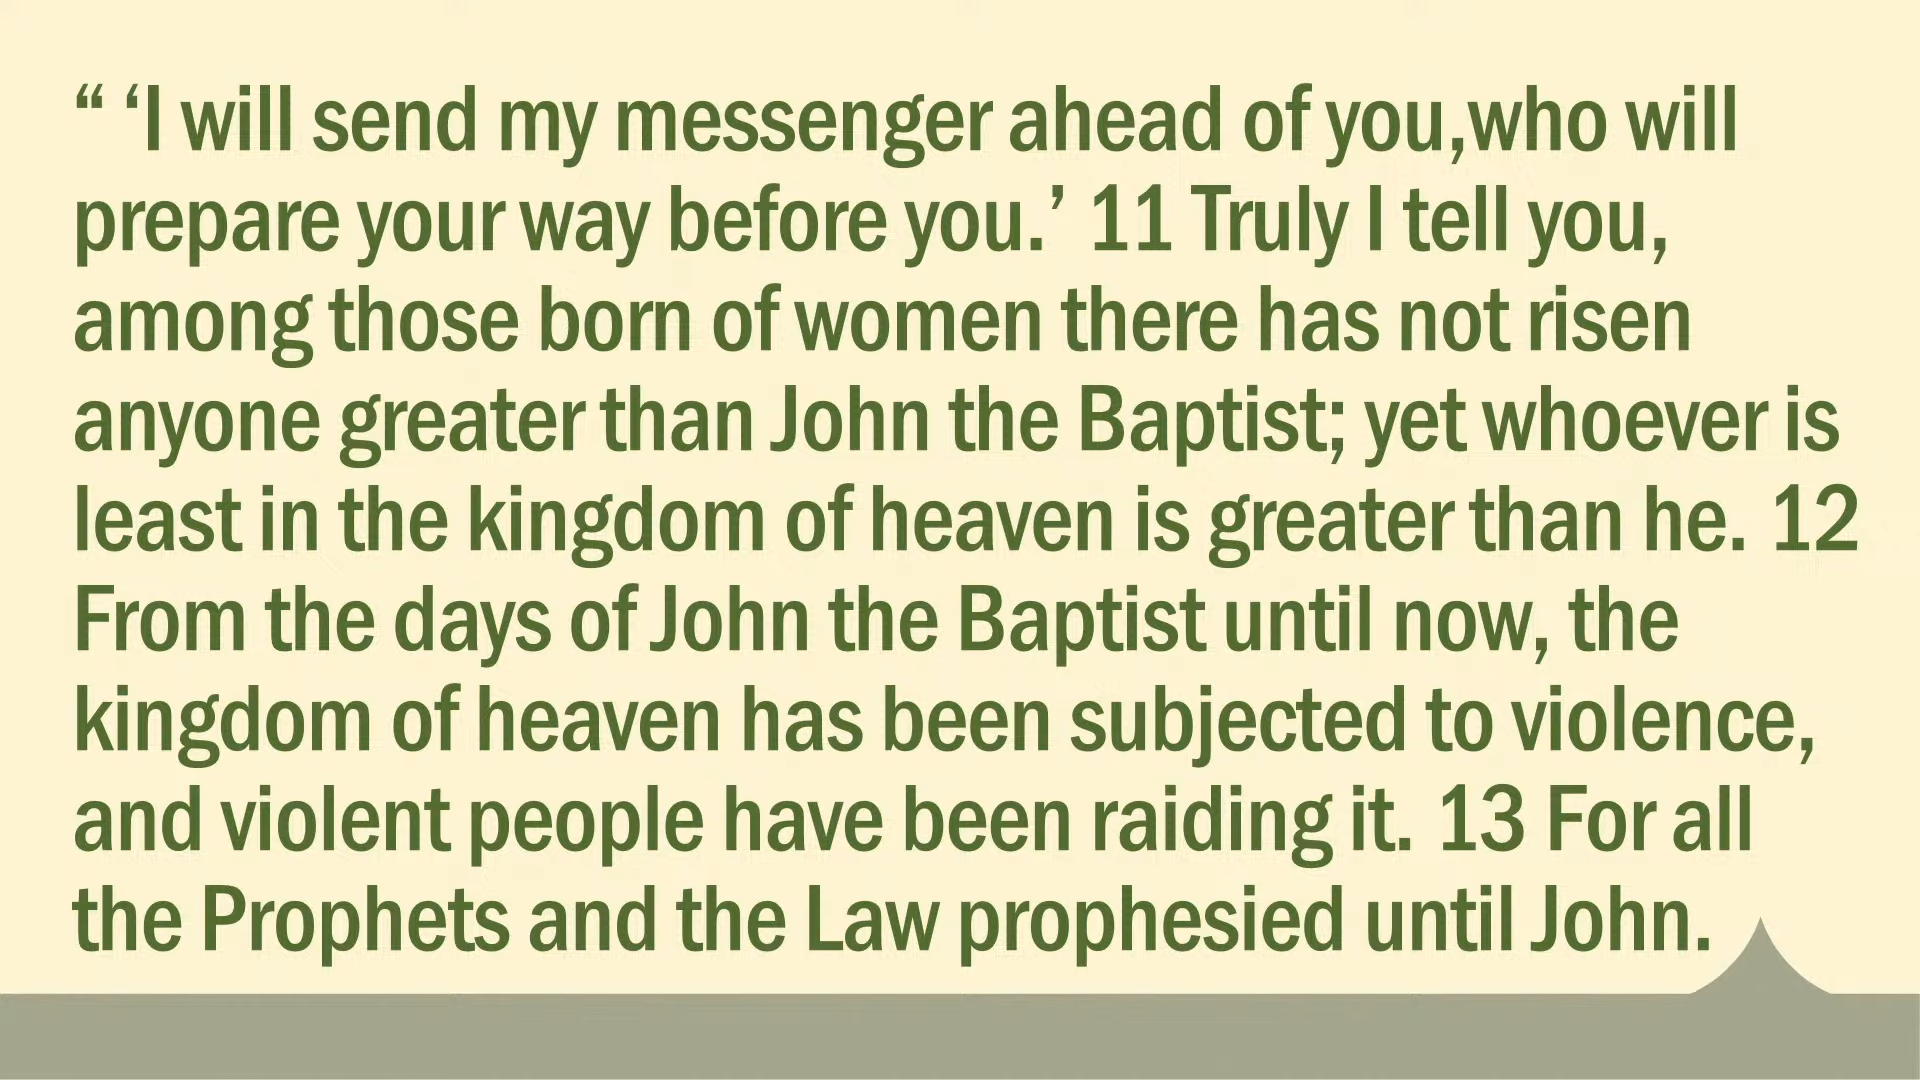 “ ‘I will send my messenger ahead of you,who will
prepare your way before you.’ 11 Truly I tell you,
among those born of women there has not risen
anyone greater than John the Baptist; yet whoever is
least in the kingdom of heaven is greater than he. 12
From the days of John the Baptist until now, the
kingdom of heaven has been subjected to violence,
and violent people have been raiding it. 13 For all
the Prophets and the Law prophesied until John.